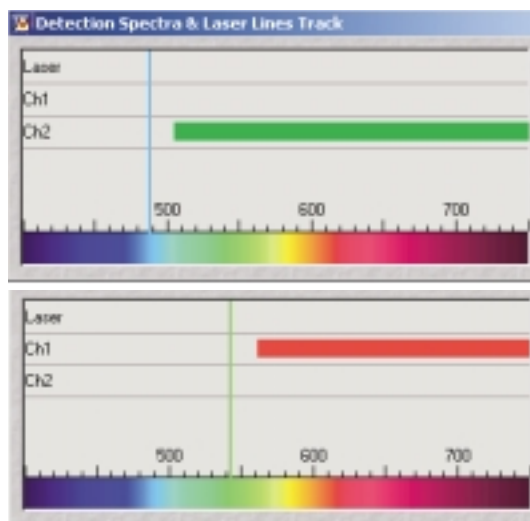 Detection Spectra & Laser Lines Track
Laser
Ch1
Ch2
500 600 700
Laser
Ch1
Ch2
500 600 700